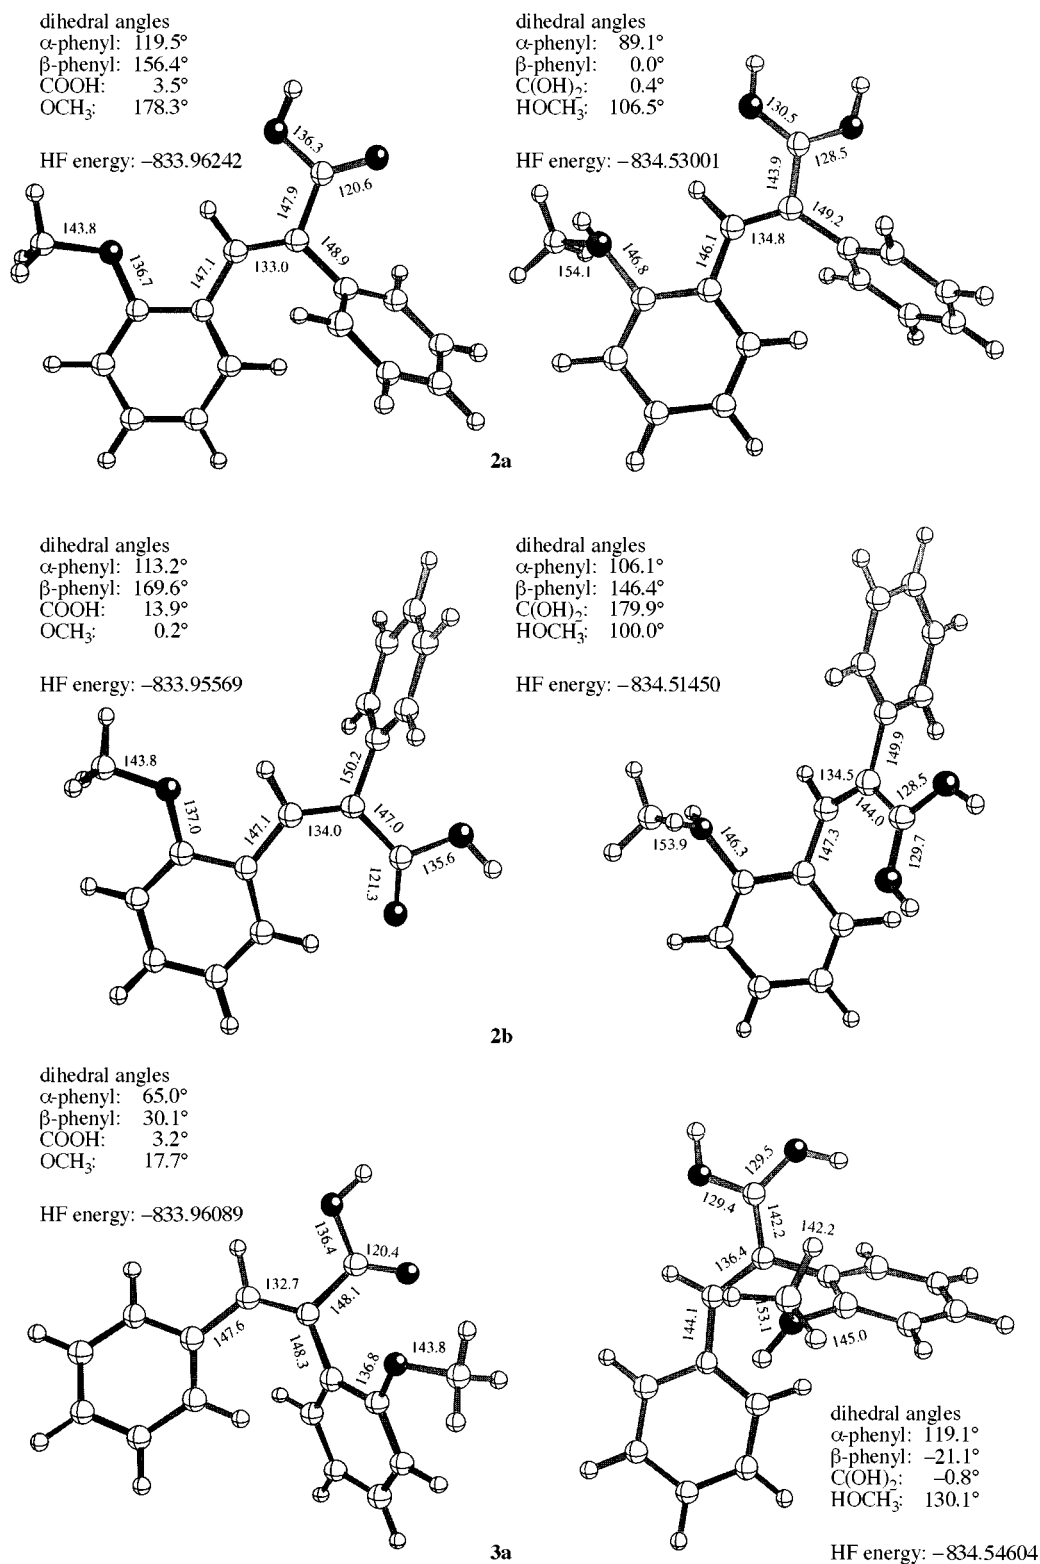 dihedral angles
α-phenyl: 119.5°
β-phenyl: 156.4°
COOH: 3.5°
OCH3: 178.3°
HF energy: −833.96242
136.3
120.6
147.9
143.8
136.7
147.1
133.0
148.9
dihedral angles
α-phenyl: 89.1°
β-phenyl: 0.0°
C(OH)2: 0.4°
HOCH3: 106.5°
HF energy: −834.53001
130.5
128.5
143.9
149.2
134.8
146.1
146.8
154.1
2a
dihedral angles
α-phenyl: 113.2°
β-phenyl: 169.6°
COOH: 13.9°
OCH3: 0.2°
HF energy: −833.95569
143.8
137.0
150.2
147.1
134.0
147.0
135.6
121.3
dihedral angles
α-phenyl: 106.1°
β-phenyl: 146.4°
C(OH)2: 179.9°
HOCH3: 100.0°
HF energy: −834.51450
149.9
134.5
128.5
144.0
129.7
147.3
146.3
153.9
2b
dihedral angles
α-phenyl: 65.0°
β-phenyl: 30.1°
COOH: 3.2°
OCH3: 17.7°
HF energy: −833.96089
136.4
120.4
132.7
148.1
147.6
148.3
136.8
143.8
129.5
129.4
142.2
142.2
136.4
144.1
153.1
145.0
dihedral angles
α-phenyl: 119.1°
β-phenyl: −21.1°
C(OH)2: −0.8°
HOCH3: 130.1°
3a
HF energy: −834.54604